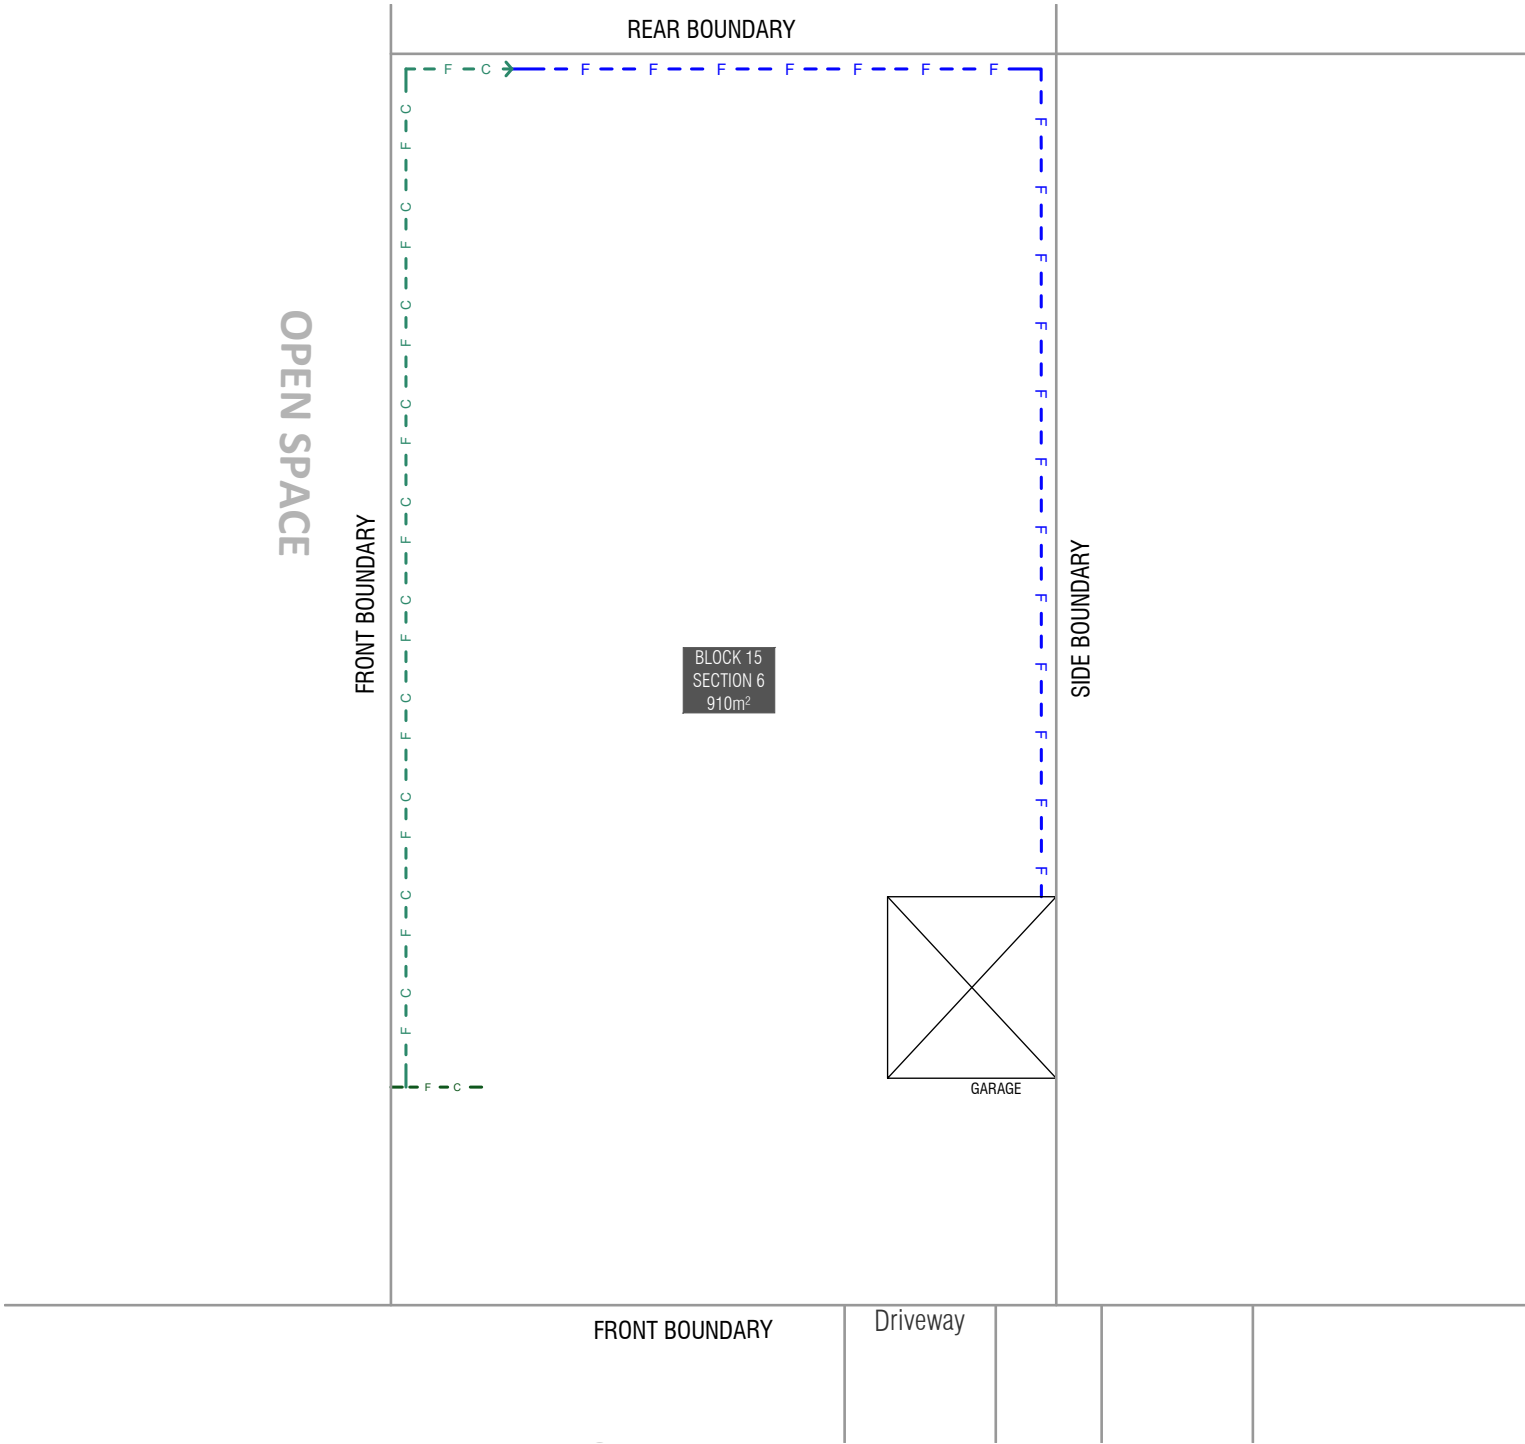 REAR BOUNDARY
F C F F F F F F F
C F C F C F C F C F C F C F C F C F C F
F F F F F F F F F F F F
OPEN SPACE
FRONT BOUNDARY
SIDE BOUNDARY
BLOCK 15
SECTION 6
910m²
GARAGE
F C
FRONT BOUNDARY
Driveway